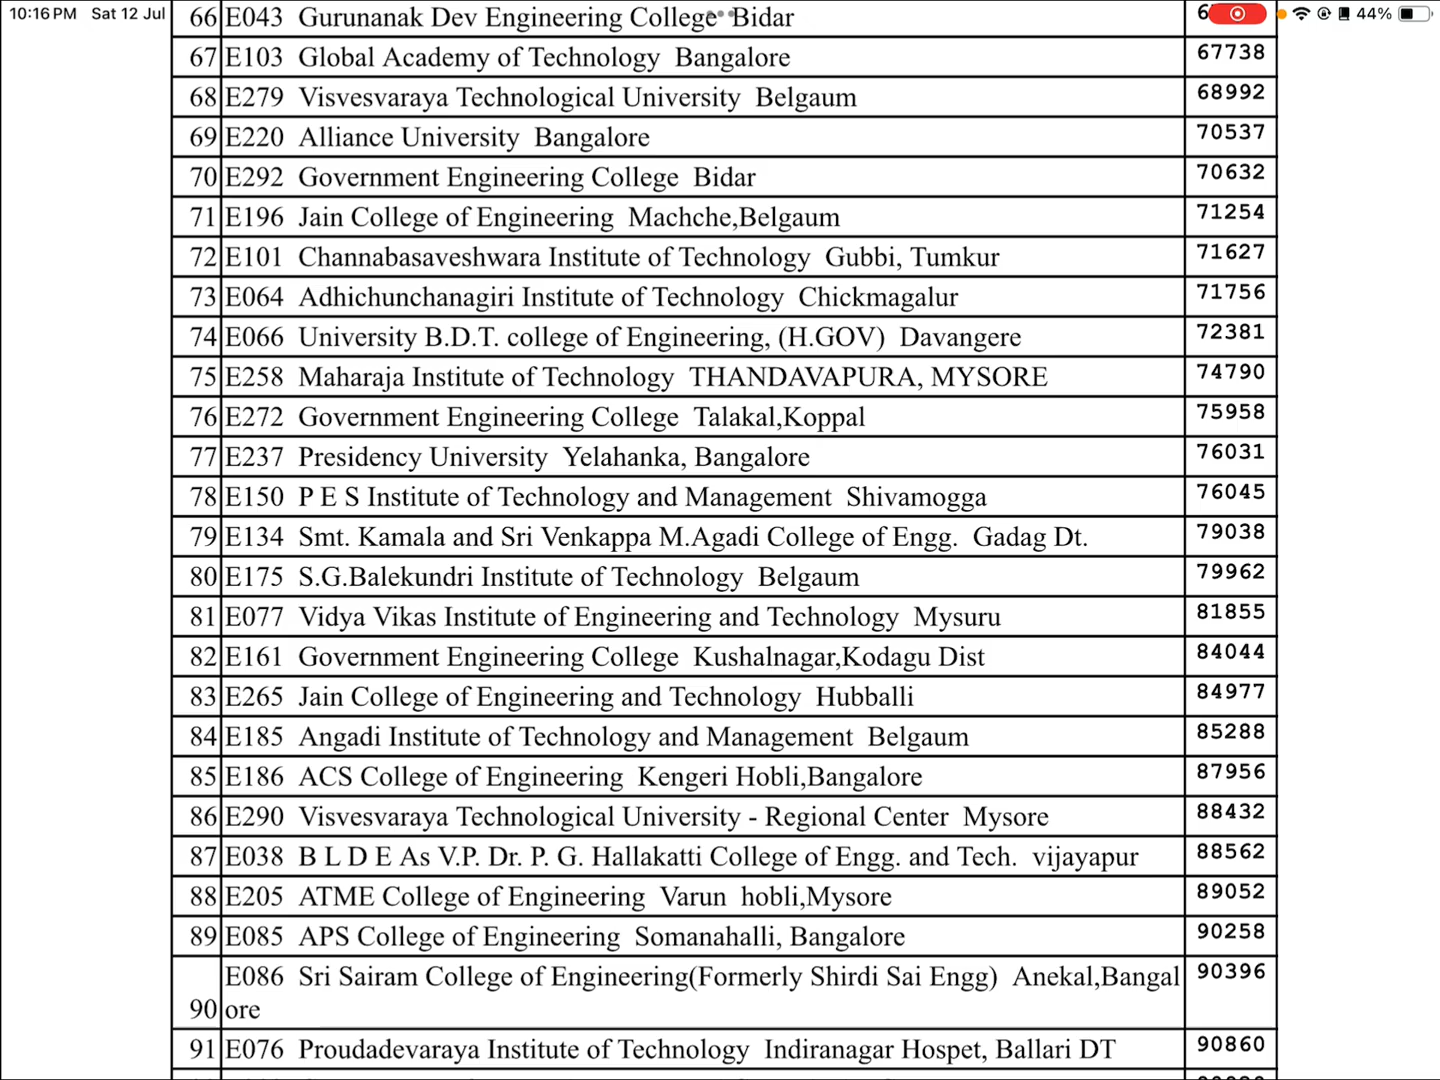 10:16 PM Sat 12 Jul 44%
66 E043 Gurunanak Dev Engineering College Bidar
67 E103 Global Academy of Technology Bangalore 67738
68 E279 Visvesvaraya Technological University Belgaum 68992
69 E220 Alliance University Bangalore 70537
70 E292 Government Engineering College Bidar 70632
71 E196 Jain College of Engineering Machche,Belgaum 71254
72 E101 Channabasaveshwara Institute of Technology Gubbi, Tumkur 71627
73 E064 Adhichunchanagiri Institute of Technology Chickmagalur 71756
74 E066 University B.D.T. college of Engineering, (H.GOV) Davangere 72381
75 E258 Maharaja Institute of Technology THANDAVAPURA, MYSORE 74790
76 E272 Government Engineering College Talakal,Koppal 75958
77 E237 Presidency University Yelahanka, Bangalore 76031
78 E150 P E S Institute of Technology and Management Shivamogga 76045
79 E134 Smt. Kamala and Sri Venkappa M.Agadi College of Engg. Gadag Dt. 79038
80 E175 S.G.Balekundri Institute of Technology Belgaum 79962
81 E077 Vidya Vikas Institute of Engineering and Technology Mysuru 81855
82 E161 Government Engineering College Kushalnagar,Kodagu Dist 84044
83 E265 Jain College of Engineering and Technology Hubballi 84977
84 E185 Angadi Institute of Technology and Management Belgaum 85288
85 E186 ACS College of Engineering Kengeri Hobli,Bangalore 87956
86 E290 Visvesvaraya Technological University - Regional Center Mysore 88432
87 E038 B L D E As V.P. Dr. P. G. Hallakatti College of Engg. and Tech. vijayapur 88562
88 E205 ATME College of Engineering Varun hobli,Mysore 89052
89 E085 APS College of Engineering Somanahalli, Bangalore 90258
E086 Sri Sairam College of Engineering(Formerly Shirdi Sai Engg) Anekal,Bangal 90396
90 ore
91 E076 Proudadevaraya Institute of Technology Indiranagar Hospet, Ballari DT 90860